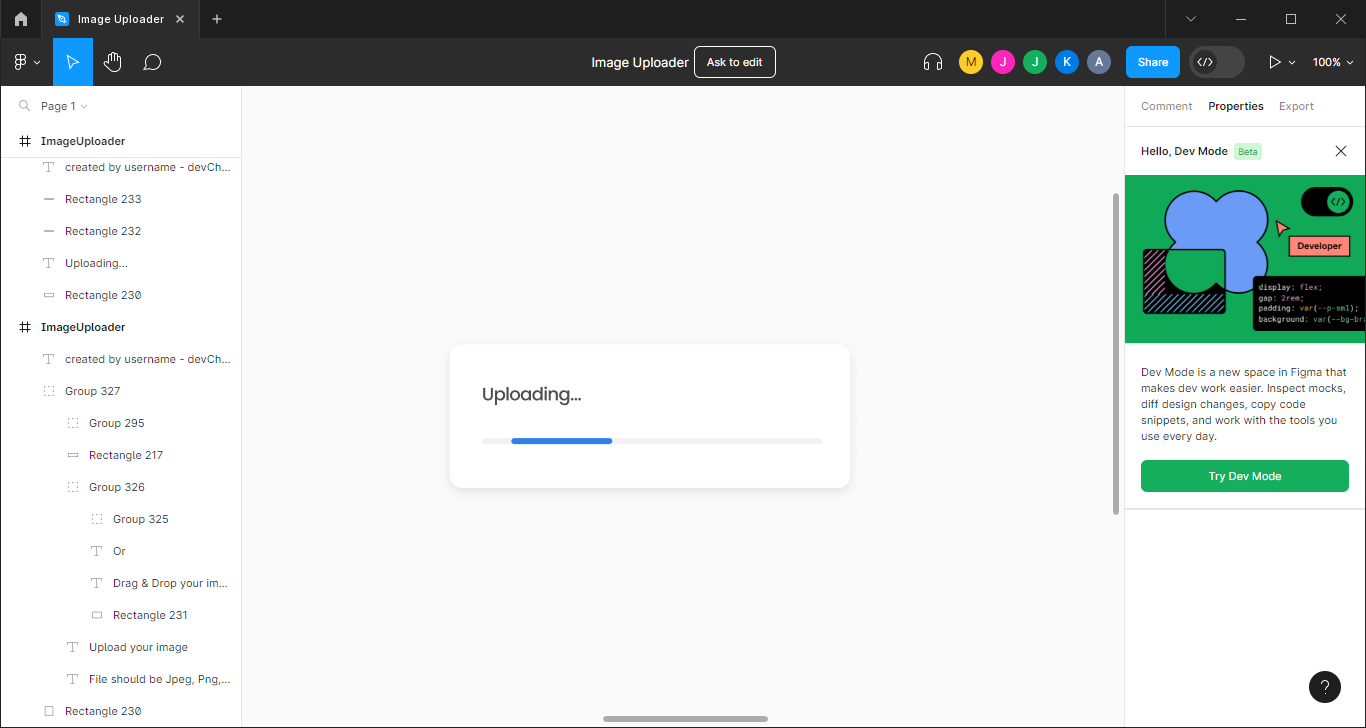 Image Uploader
Image Uploader
Ask to edit
M
J
J
K
A
Share
</>
100%
Page 1
ImageUploader
created by username - devCh...
Rectangle 233
Rectangle 232
Uploading...
Rectangle 230
ImageUploader
created by username - devCh...
Group 327
Group 295
Rectangle 217
Group 326
Group 325
Or
Drag & Drop your im...
Rectangle 231
Upload your image
File should be Jpeg, Png,...
Rectangle 230
Uploading...
Comment Properties Export
Hello, Dev Mode Beta
</>
Developer
display: flex;
gap: 2rem;
padding: var(--p-sml);
background: var(--bg-bra
Dev Mode is a new space in Figma that
makes dev work easier. Inspect mocks,
diff design changes, copy code
snippets, and work with the tools you
use every day.
Try Dev Mode
?